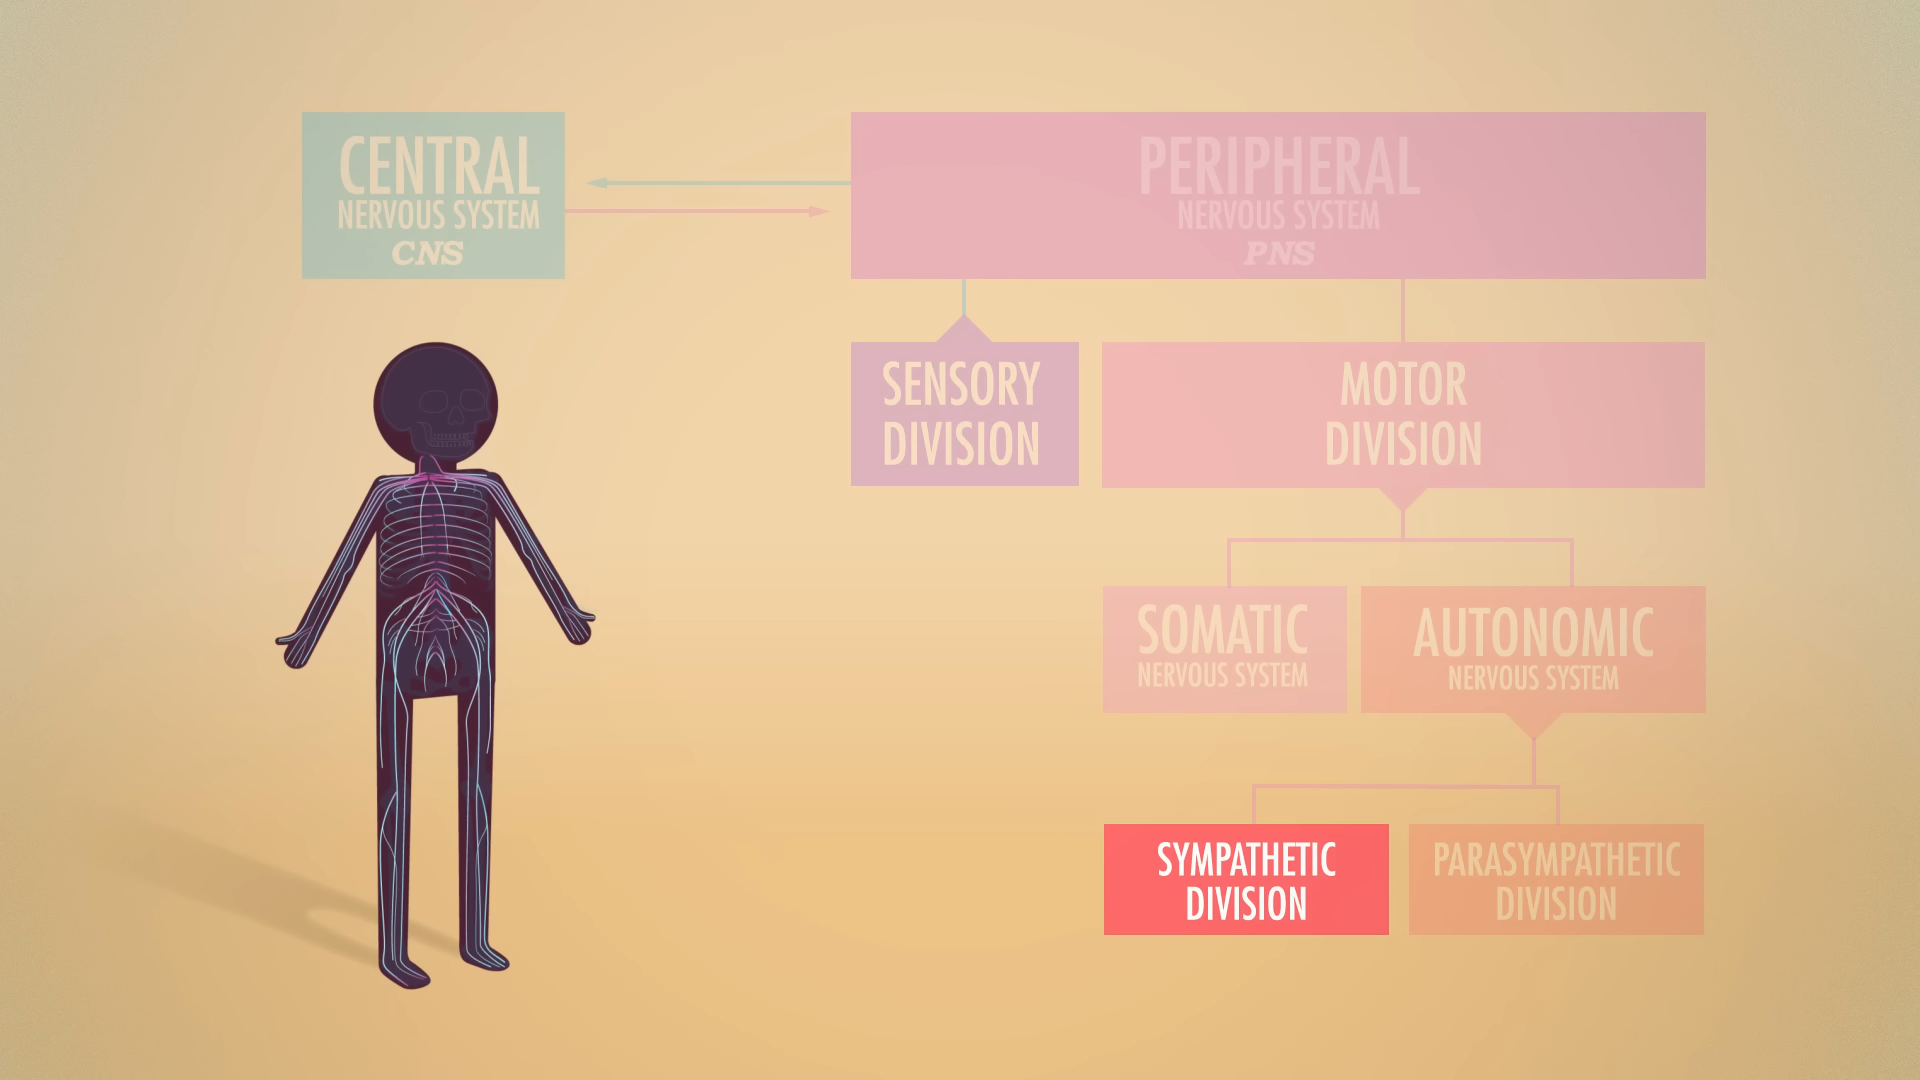 CENTRAL
NERVOUS SYSTEM
CNS
PERIPHERAL
NERVOUS SYSTEM
PNS
SENSORY
DIVISION
MOTOR
DIVISION
SOMATIC
NERVOUS SYSTEM
AUTONOMIC
NERVOUS SYSTEM
SYMPATHETIC
DIVISION
PARASYMPATHETIC
DIVISION